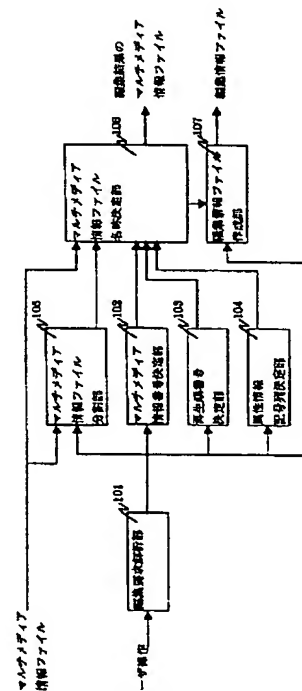 マルチメディア
情報ファイル
ーザ操作
101
編集要求解析部
105
マルチメディア
情報ファイル
分割部
102
マルチメディア
情報番号決定部
103
再生順番号
決定部
104
属性情報
記号列決定部
106
マルチメディア
情報ファイル
名称決定部
107
編集情報ファイル
作成部
編集結果の
マルチメディア
情報ファイル
編集情報ファイル